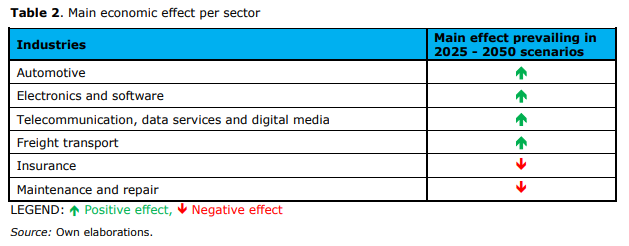 Table 2. Main economic effect per sector
Industries
Main effect prevailing in
2025 - 2050 scenarios
Automotive
Electronics and software
Telecommunication, data services and digital media
Freight transport
Insurance
Maintenance and repair
LEGEND: Positive effect, Negative effect
Source: Own elaborations.